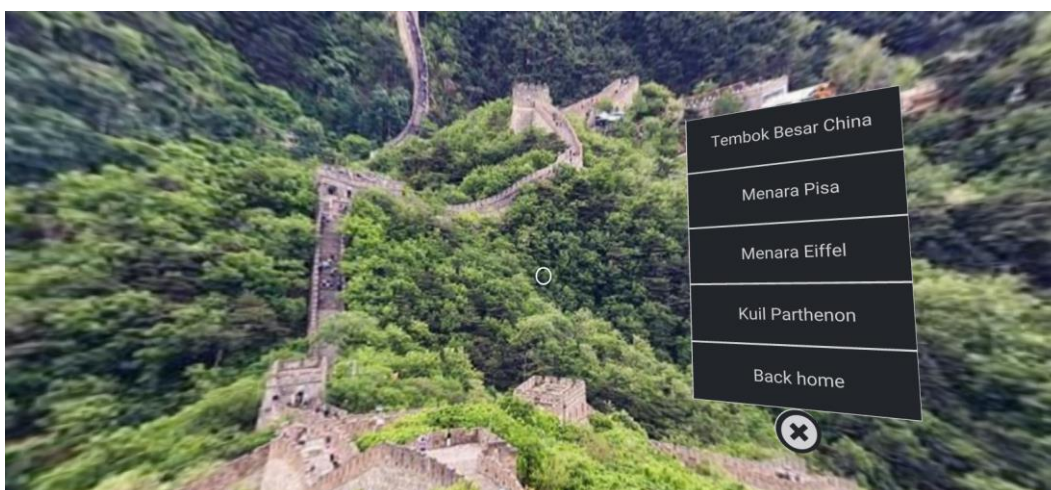 Tembok Besar China
Menara Pisa
Menara Eiffel
Kuil Parthenon
Back home